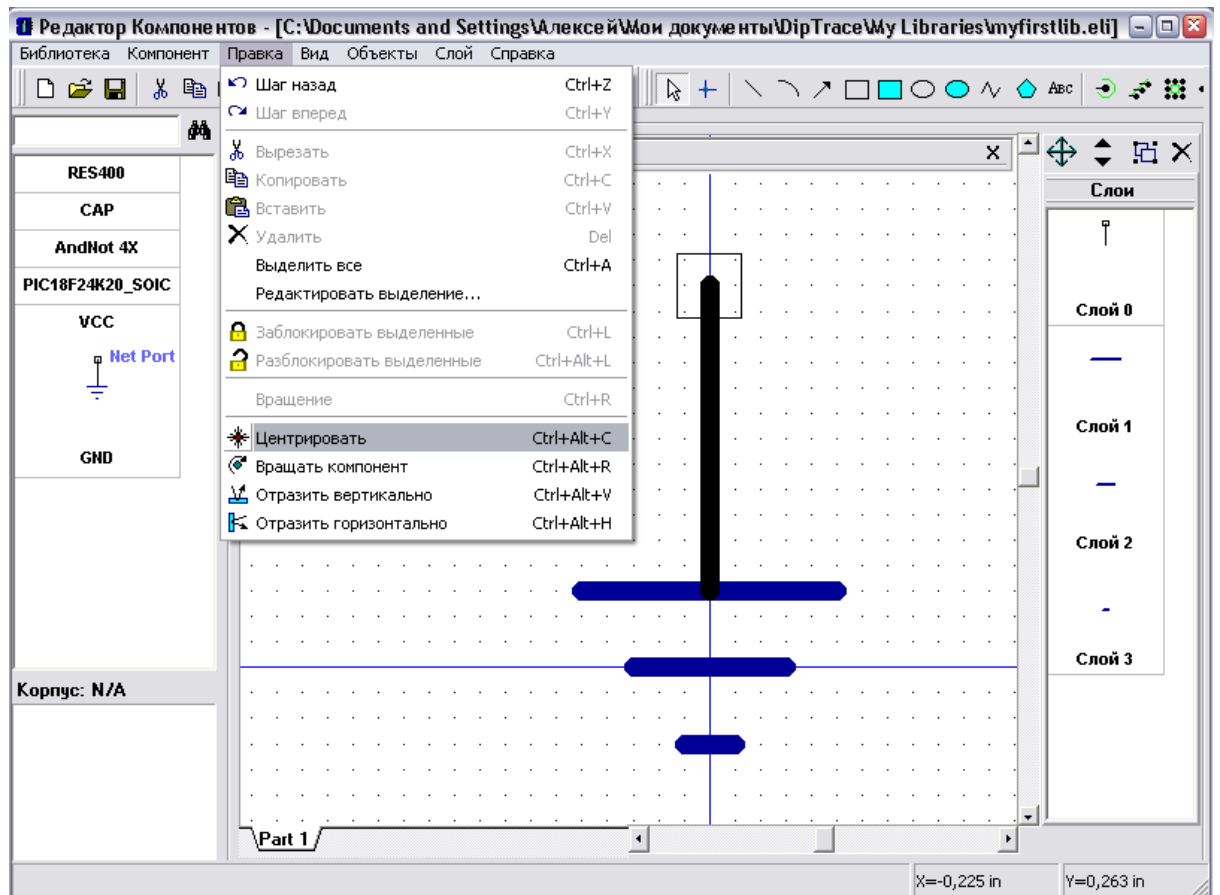 Редактор Компонентов - [C:\Documents and Settings\Алексей\Мои документы\DipTrace\My Libraries\myfirstlib.eli]
Библиотека Компонент Правка Вид Объекты Слой Справка
ABC
Шаг назад Ctrl+Z
Шаг вперед Ctrl+Y
Вырезать Ctrl+X
Копировать Ctrl+C
Вставить Ctrl+V
Удалить Del
Выделить все Ctrl+A
Редактировать выделение...
Заблокировать выделенные Ctrl+L
Разблокировать выделенные Ctrl+Alt+L
Вращение Ctrl+R
Центрировать Ctrl+Alt+C
Вращать компонент Ctrl+Alt+R
Отразить вертикально Ctrl+Alt+V
Отразить горизонтально Ctrl+Alt+H
RES400
CAP
AndNot 4X
PIC18F24K20_SOIC
VCC
Net Port
GND
Корпус: N/A
Слои
Слой 0
Слой 1
Слой 2
Слой 3
Part 1
X=-0,225 in
Y=0,263 in